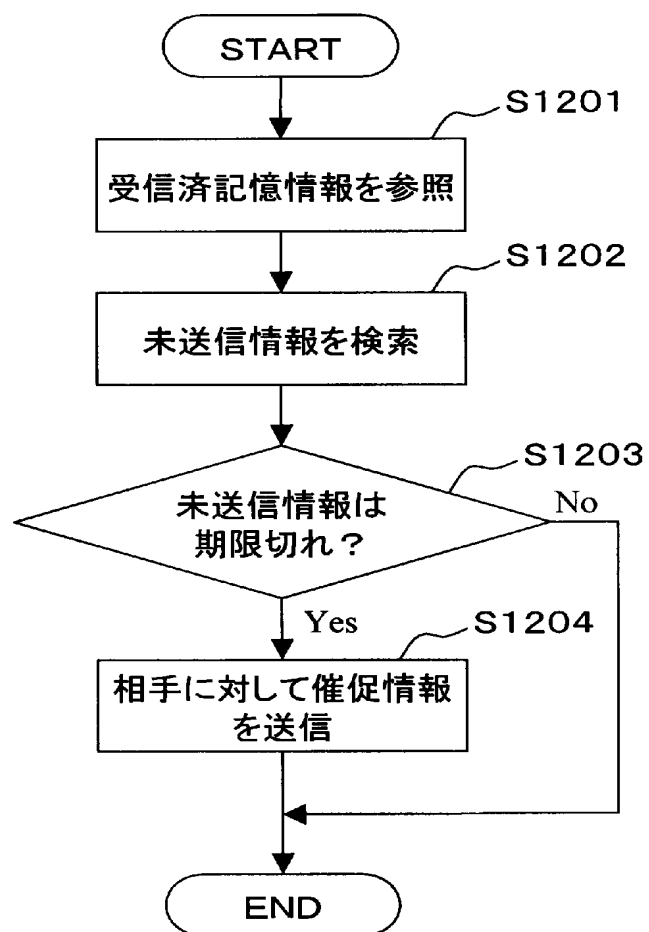 START
S1201
受信済記憶情報を参照
S1202
未送信情報を検索
S1203
未送信情報は
期限切れ？
No
Yes
S1204
相手に対して催促情報
を送信
END